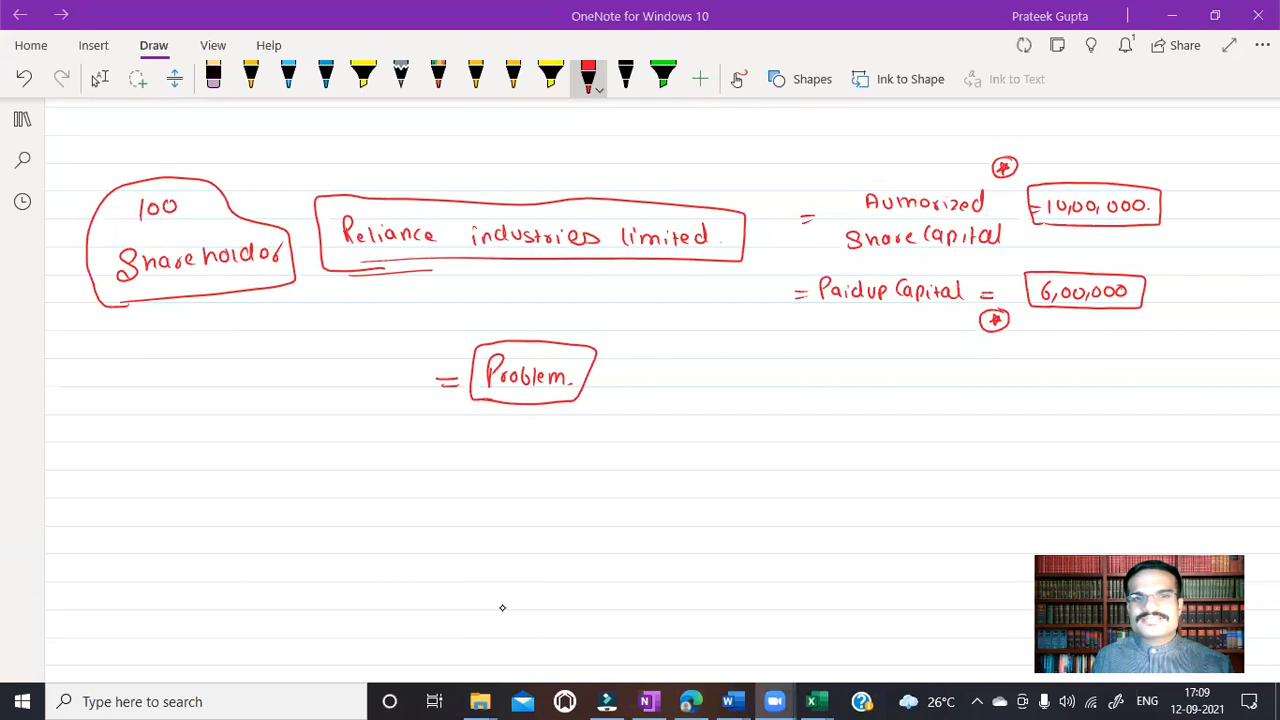 OneNote for Windows 10
Prateek Gupta
Home Insert Draw View Help
Share
Shapes
Ink to Shape
Ink to Text
100
Shareholdor
Reliance industries limited.
= Authorized
Share Capital
=10,00,000.
= Paidup Capital =
6,00,000
= Problem.
Type here to search
26°C
ENG
17:09
12-09-2021